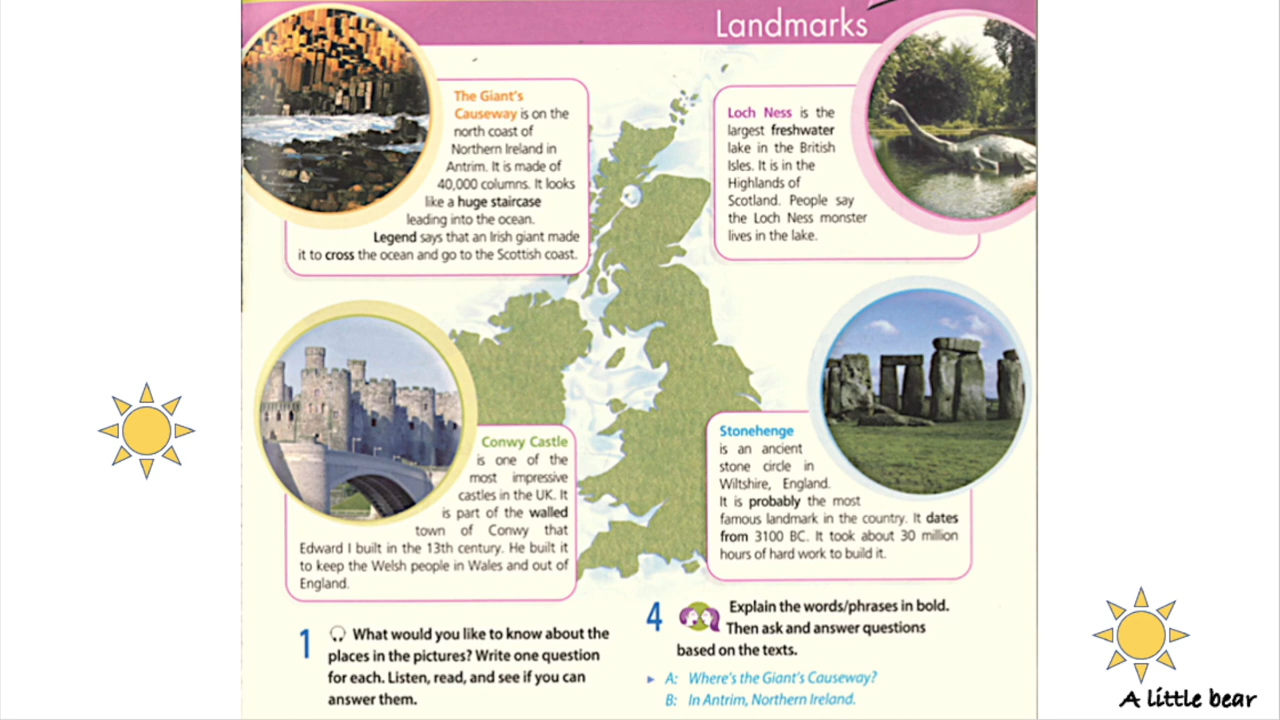 Landmarks
The Giant's
Causeway is on the
north coast of
Northern Ireland in
Antrim. It is made of
40,000 columns. It looks
like a huge staircase
leading into the ocean.
Legend says that an Irish giant made
it to cross the ocean and go to the Scottish coast.
Loch Ness is the
largest freshwater
lake in the British
Isles. It is in the
Highlands of
Scotland. People say
the Loch Ness monster
lives in the lake.
Conwy Castle
is one of the
most impressive
castles in the UK. It
is part of the walled
town of Conwy that
Edward I built in the 13th century. He built it
to keep the Welsh people in Wales and out of
England.
Stonehenge
is an ancient
stone circle in
Wiltshire, England.
It is probably the most
famous landmark in the country. It dates
from 3100 BC. It took about 30 million
hours of hard work to build it.
1 What would you like to know about the
places in the pictures? Write one question
for each. Listen, read, and see if you can
answer them.
4 Explain the words/phrases in bold.
Then ask and answer questions
based on the texts.
A: Where's the Giant's Causeway?
B: In Antrim, Northern Ireland.
A little bear